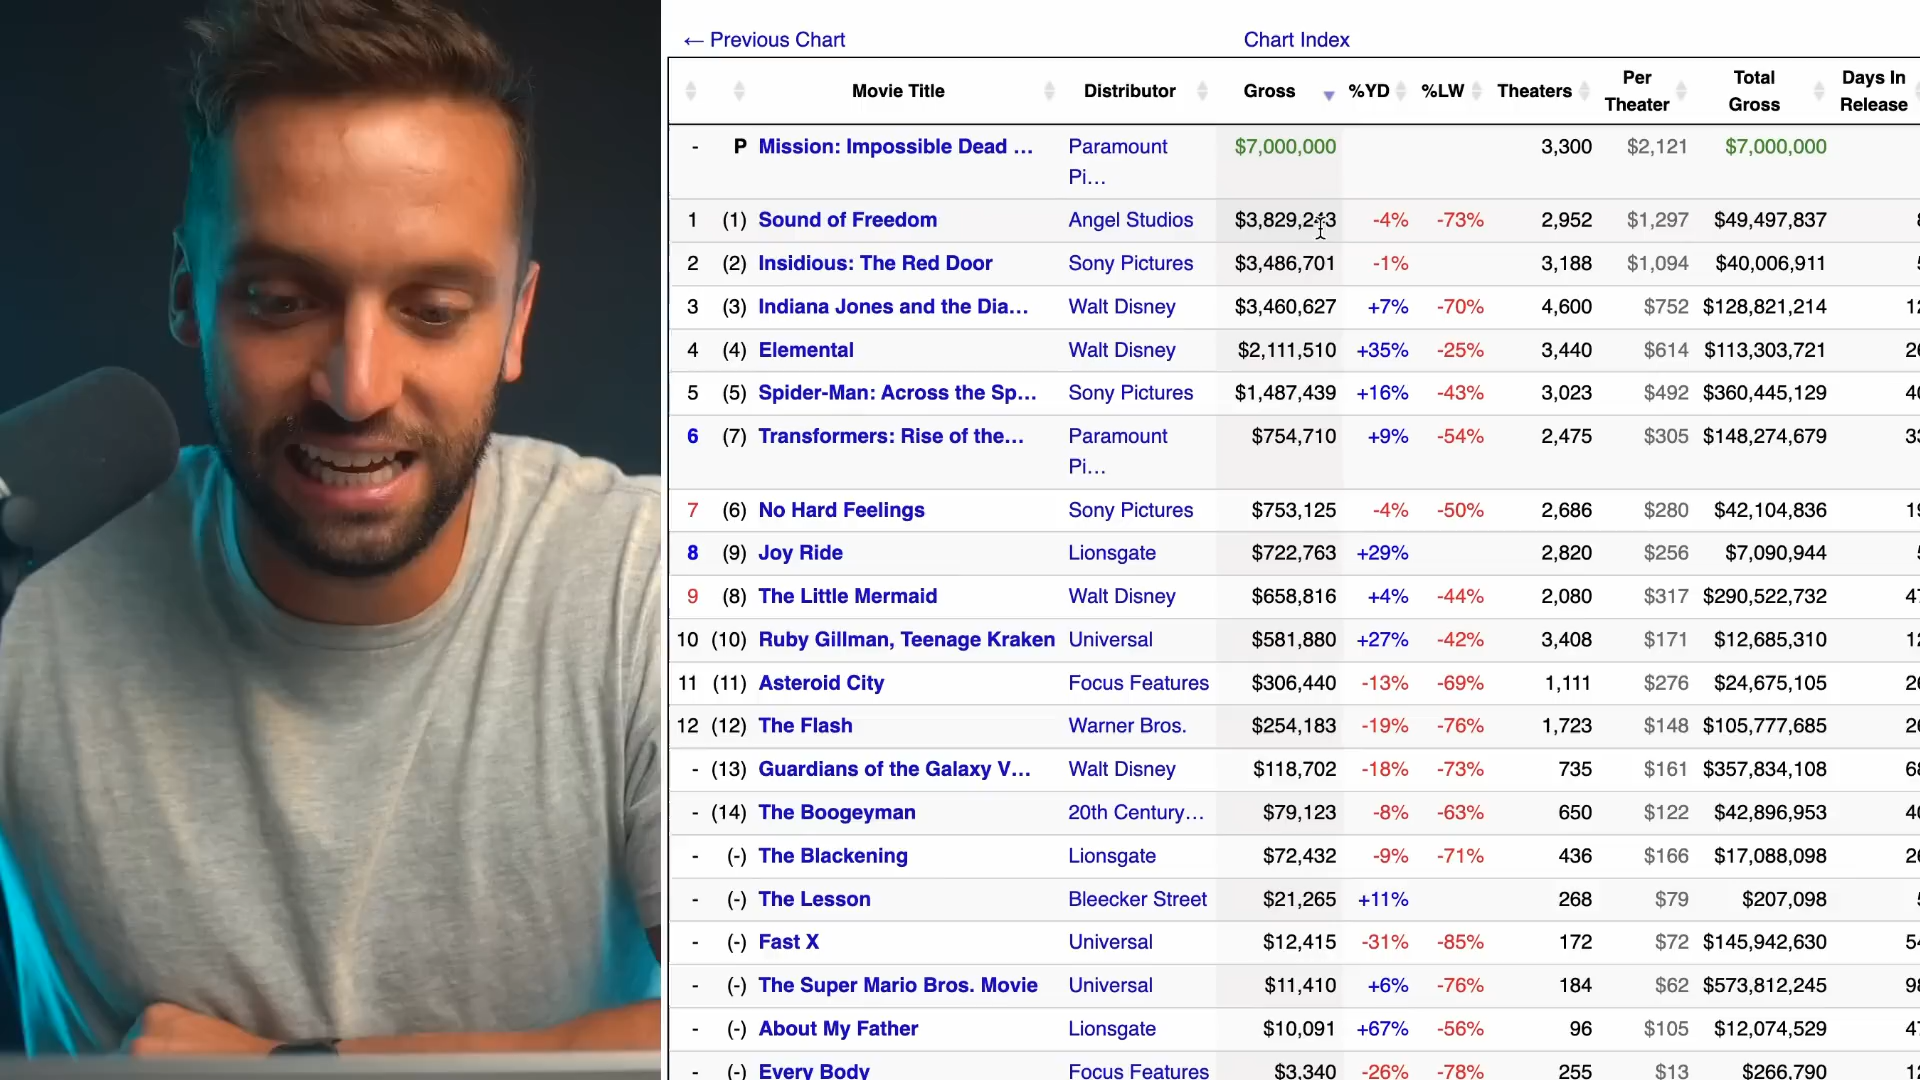 ← Previous Chart Chart Index
Movie Title Distributor Gross %YD %LW Theaters Per Theater Total Gross Days In Release
- P Mission: Impossible Dead … Paramount Pi… $7,000,000 3,300 $2,121 $7,000,000
1 (1) Sound of Freedom Angel Studios -4% -73% 2,952 $1,297 $49,497,837
2 (2) Insidious: The Red Door Sony Pictures $3,486,701 -1% 3,188 $1,094 $40,006,911
3 (3) Indiana Jones and the Dia… Walt Disney $3,460,627 +7% -70% 4,600 $752 $128,821,214
4 (4) Elemental Walt Disney $2,111,510 +35% -25% 3,440 $614 $113,303,721
5 (5) Spider-Man: Across the Sp… Sony Pictures $1,487,439 +16% -43% 3,023 $492 $360,445,129
6 (7) Transformers: Rise of the… Paramount Pi… $754,710 +9% -54% 2,475 $305 $148,274,679
7 (6) No Hard Feelings Sony Pictures $753,125 -4% -50% 2,686 $280 $42,104,836
8 (9) Joy Ride Lionsgate $722,763 +29% 2,820 $256 $7,090,944
9 (8) The Little Mermaid Walt Disney $658,816 +4% -44% 2,080 $317 $290,522,732
10 (10) Ruby Gillman, Teenage Kraken Universal $581,880 +27% -42% 3,408 $171 $12,685,310
11 (11) Asteroid City Focus Features $306,440 -13% -69% 1,111 $276 $24,675,105
12 (12) The Flash Warner Bros. $254,183 -19% -76% 1,723 $148 $105,777,685
- (13) Guardians of the Galaxy V… Walt Disney $118,702 -18% -73% 735 $161 $357,834,108
- (14) The Boogeyman 20th Century… $79,123 -8% -63% 650 $122 $42,896,953
- (-) The Blackening Lionsgate $72,432 -9% -71% 436 $166 $17,088,098
- (-) The Lesson Bleecker Street $21,265 +11% 268 $79 $207,098
- (-) Fast X Universal $12,415 -31% -85% 172 $72 $145,942,630
- (-) The Super Mario Bros. Movie Universal $11,410 +6% -76% 184 $62 $573,812,245
- (-) About My Father Lionsgate $10,091 +67% -56% 96 $105 $12,074,529
- (-) Every Body Focus Features $3,340 -26% -78% 255 $13 $266,790